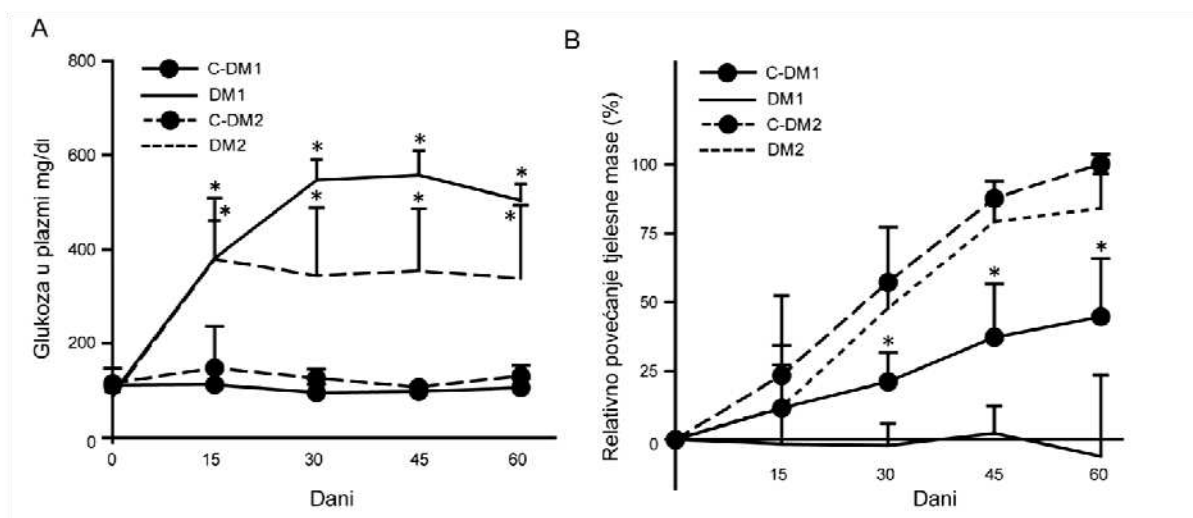 A
Glukoza u plazmi mg/dl
800
600
400
200
0
C-DM1
DM1
C-DM2
DM2
*
*
*
*
*
*
*
*
0 15 30 45 60
Dani
B
Relativno povećanje tjelesne mase (%)
100
75
50
25
0
C-DM1
DM1
C-DM2
DM2
*
*
*
15 30 45 60
Dani